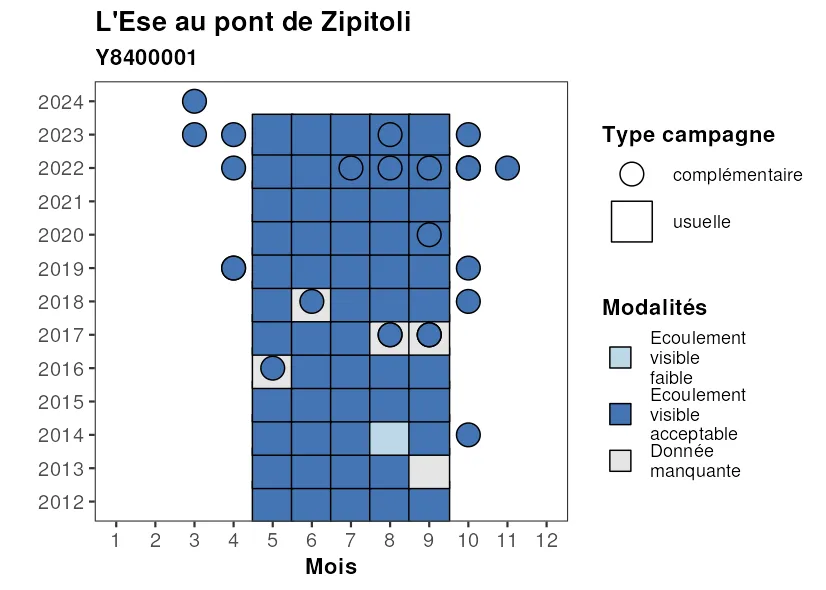 L'Ese au pont de Zipitoli
Y8400001
2024
2023
2022
2021
2020
2019
2018
2017
2016
2015
2014
2013
2012
1 2 3 4 5 6 7 8 9 10 11 12
Mois
Type campagne
complémentaire
usuelle
Modalités
Ecoulement
visible
faible
Ecoulement
visible
acceptable
Donnée
manquante